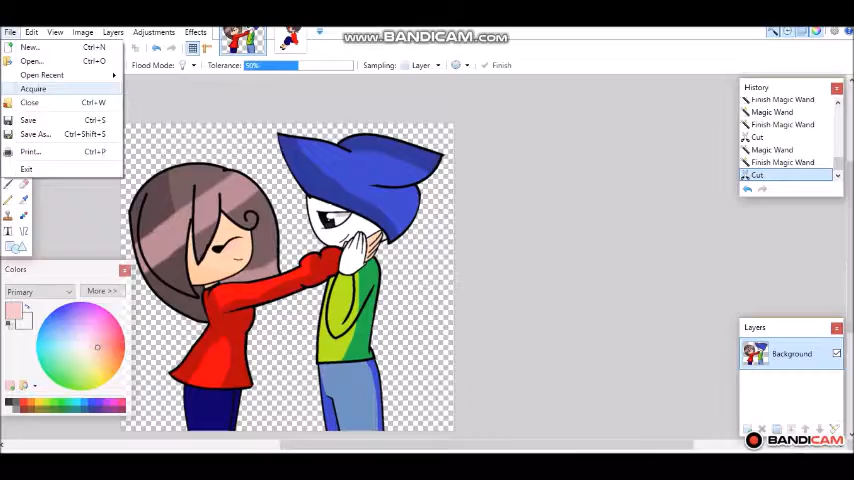 File Edit View Image Layers Adjustments Effects
WWW.BANDICAM.COM
New... Ctrl+N
Open... Ctrl+O
Open Recent
Acquire
Close Ctrl+W
Save Ctrl+S
Save As... Ctrl+Shift+S
Print... Ctrl+P
Exit
Flood Mode: Tolerance: 50% Sampling: Layer Finish
History
Finish Magic Wand
Magic Wand
Finish Magic Wand
Cut
Magic Wand
Finish Magic Wand
Cut
Colors
Primary More >>
Layers
Background
BANDICAM